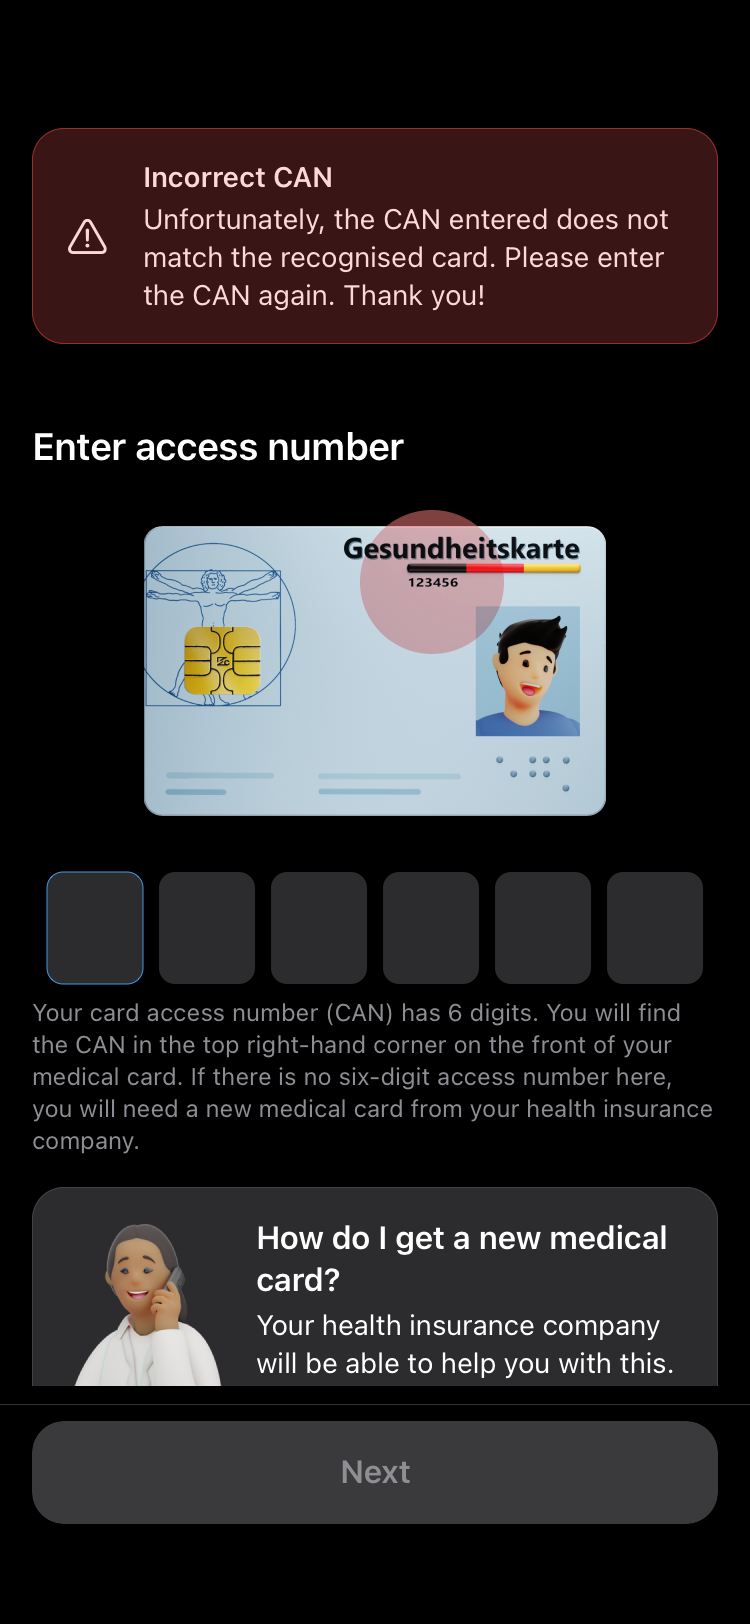 Incorrect CAN
Unfortunately, the CAN entered does not
match the recognised card. Please enter
the CAN again. Thank you!
Enter access number
Gesundheitskarte
123456
Your card access number (CAN) has 6 digits. You will find
the CAN in the top right-hand corner on the front of your
medical card. If there is no six-digit access number here,
you will need a new medical card from your health insurance
company.
How do I get a new medical
card?
Your health insurance company
will be able to help you with this.
Next